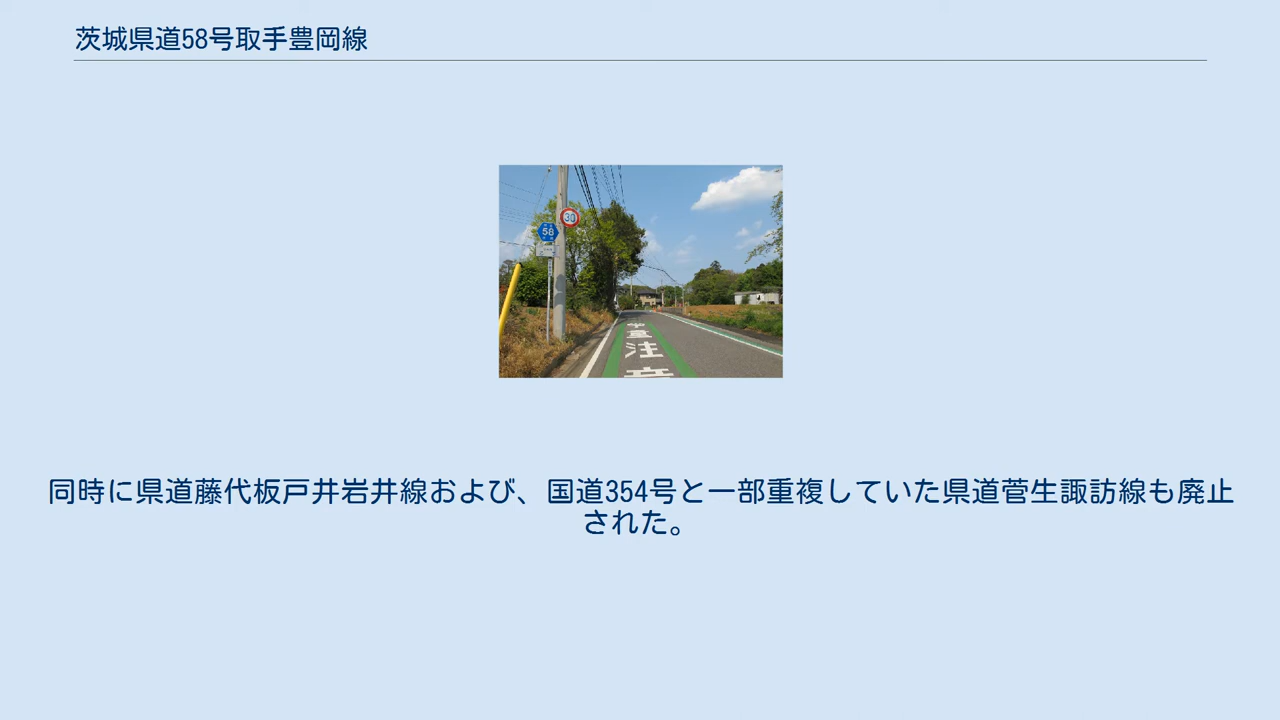 茨城県道58号取手豊岡線
30
58
注
同時に県道藤代板戸井岩井線および、国道354号と一部重複していた県道菅生諏訪線も廃止
された。